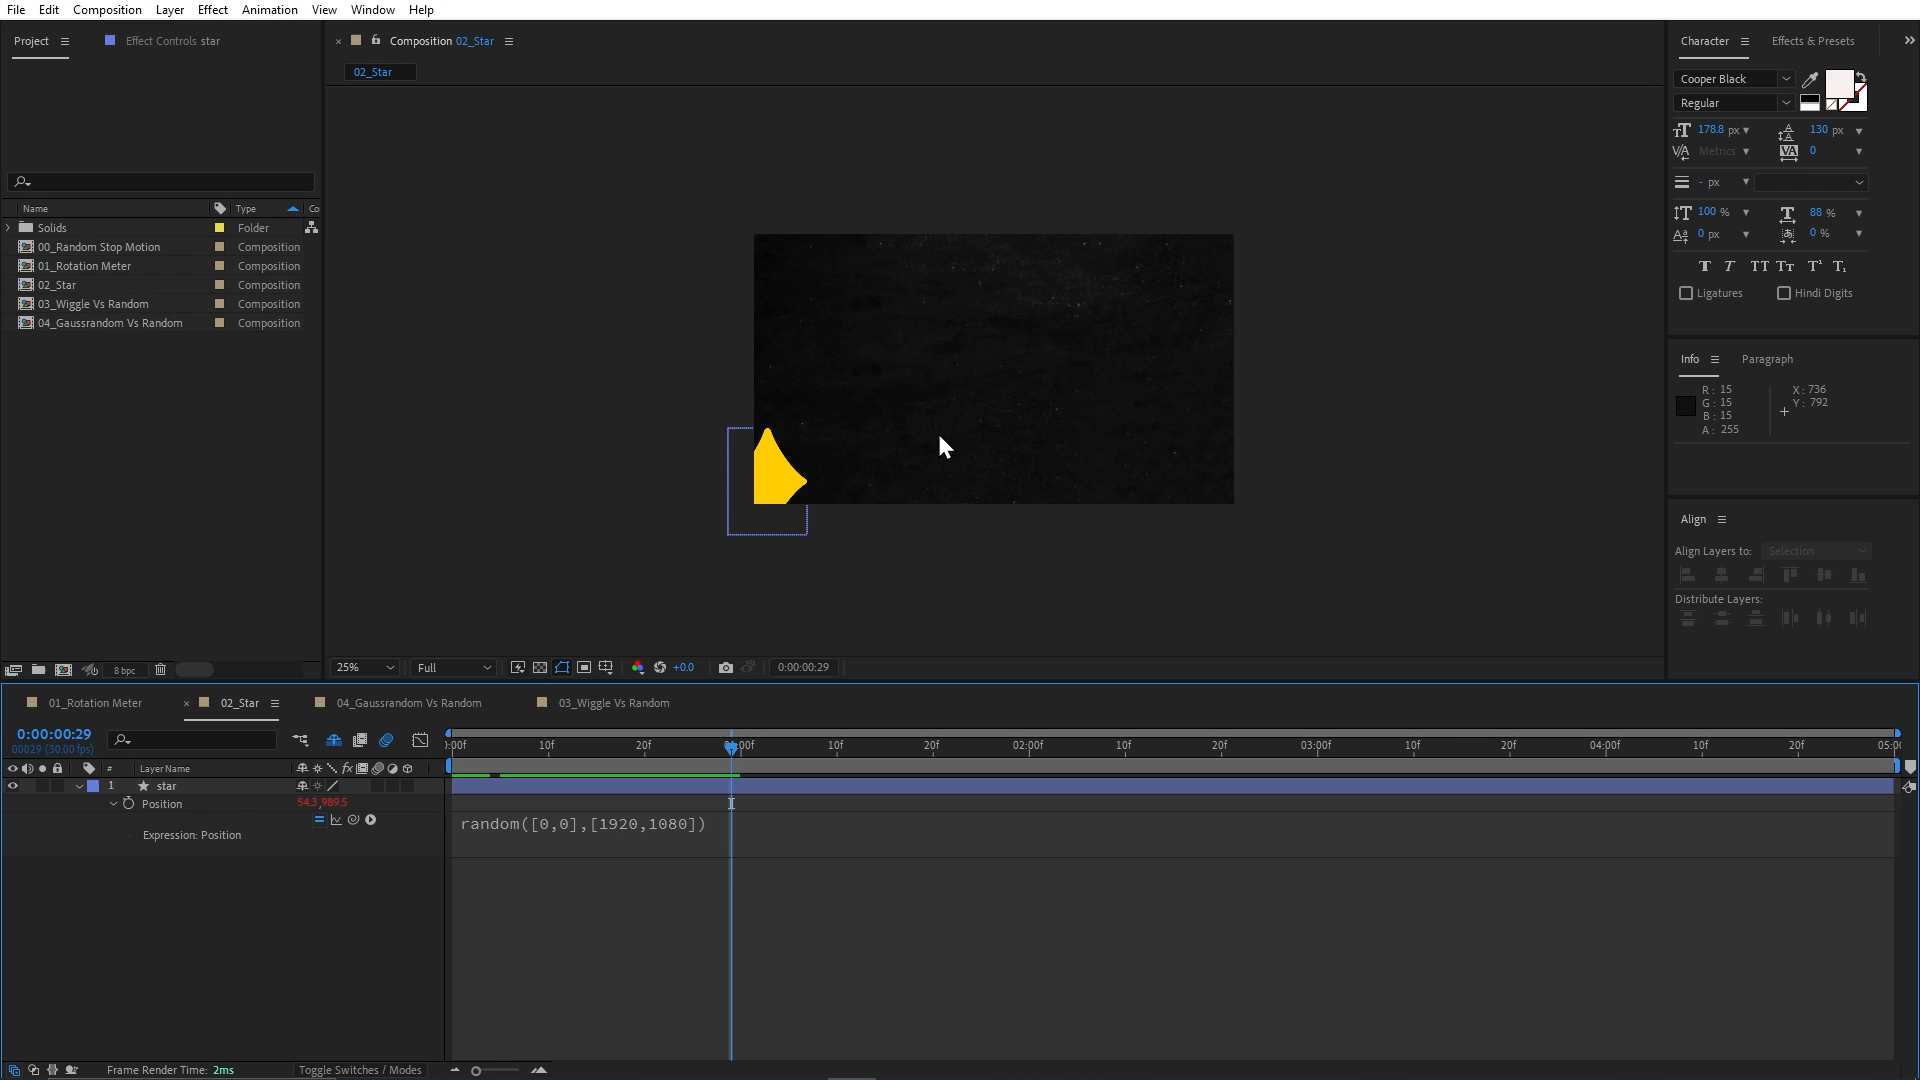 File Edit Composition Layer Effect Animation View Window Help
Project
Effect Controls star
Composition 02_Star
02_Star
Character
Effects & Presets
Cooper Black
Regular
178.8 px
130 px
Metrics
0
- px
100 %
88 %
0 px
0 %
Ligatures
Hindi Digits
Info
Paragraph
R: 15
G: 15
B: 15
A: 255
X: 736
Y: 792
Align
Align Layers to: Selection
Distribute Layers:
Name Type Co
Solids Folder
00_Random Stop Motion Composition
01_Rotation Meter Composition
02_Star Composition
03_Wiggle Vs Random Composition
04_Gaussrandom Vs Random Composition
8 bpc
25% Full +0.0 0:00:00:29
01_Rotation Meter 02_Star 04_Gaussrandom Vs Random 03_Wiggle Vs Random
0:00:00:29
00029 (30.00 fps)
):00f 10f 20f 01:00f 10f 20f 02:00f 10f 20f 03:00f 10f 20f 04:00f 10f 20f 05:00
# Layer Name
1 star
Position 54.3,989.5
Expression: Position
random([0,0],[1920,1080])
Frame Render Time: 2ms
Toggle Switches / Modes